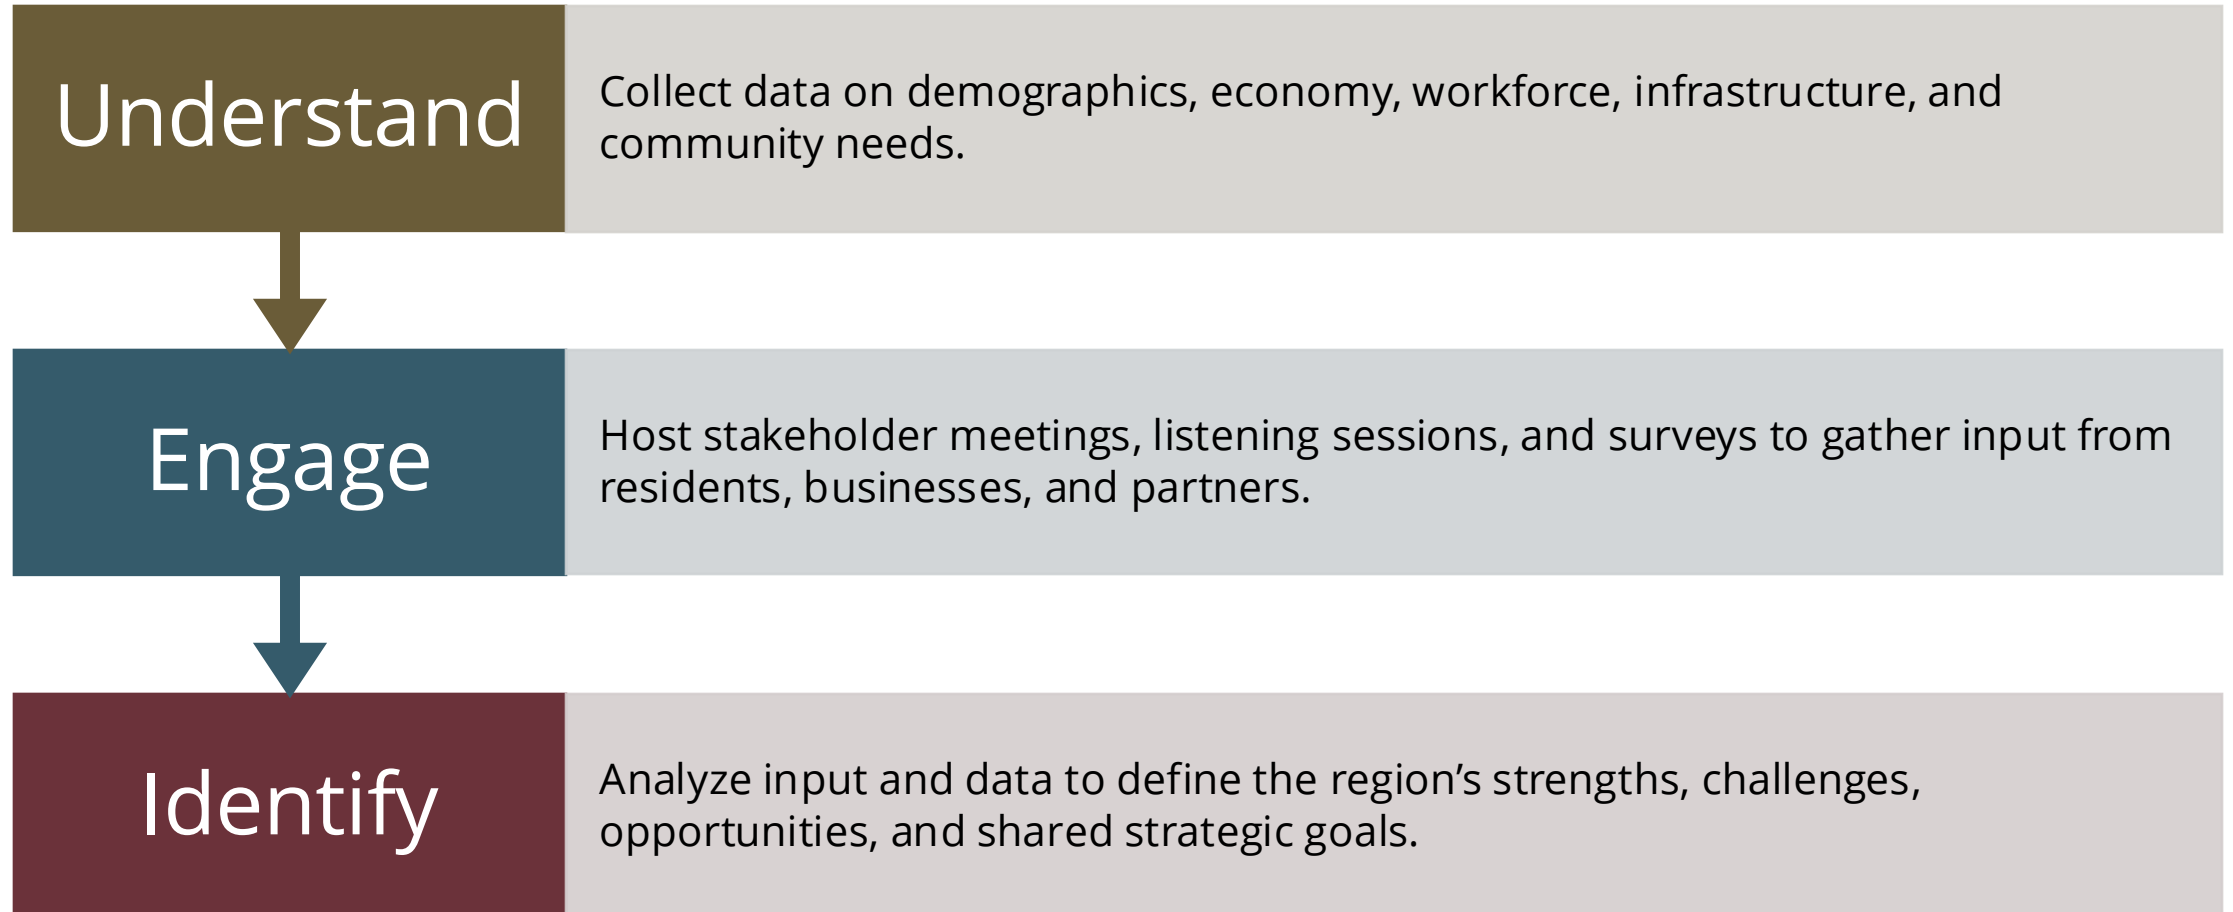 Understand
Collect data on demographics, economy, workforce, infrastructure, and
community needs.
Engage
Host stakeholder meetings, listening sessions, and surveys to gather input from
residents, businesses, and partners.
Identify
Analyze input and data to define the region’s strengths, challenges,
opportunities, and shared strategic goals.